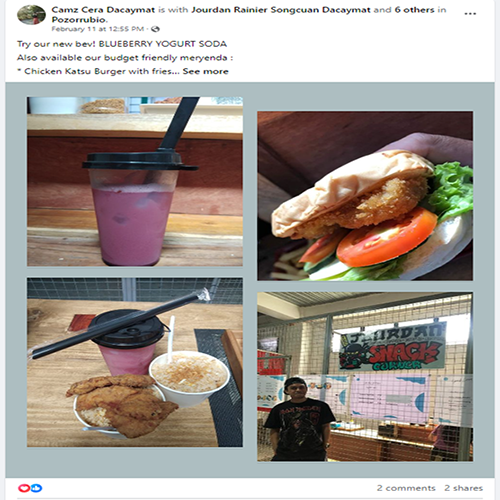 Camz Cera Dacaymat is with Jourdan Rainier Songcuan Dacaymat and 6 others in
Pozorrubio.
February 11 at 12:55 PM ·
Try our new bev! BLUEBERRY YOGURT SODA
Also available our budget friendly meryenda :
* Chicken Katsu Burger with fries... See more
SNACK
CORNER
2 comments 2 shares